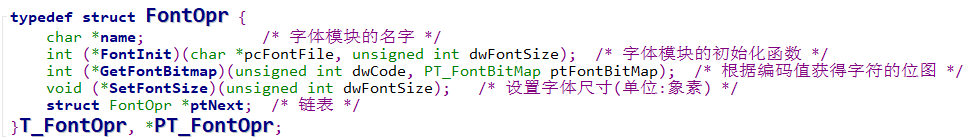 typedef struct FontOpr {
    char *name;              /* 字体模块的名字 */
    int (*FontInit)(char *pcFontFile, unsigned int dwFontSize);  /* 字体模块的初始化函数 */
    int (*GetFontBitmap)(unsigned int dwCode, PT_FontBitMap ptFontBitMap);  /* 根据编码值获得字符的位图 */
    void (*SetFontSize)(unsigned int dwFontSize);   /* 设置字体尺寸(单位:象素) */
    struct FontOpr *ptNext;  /* 链表 */
}T_FontOpr, *PT_FontOpr;